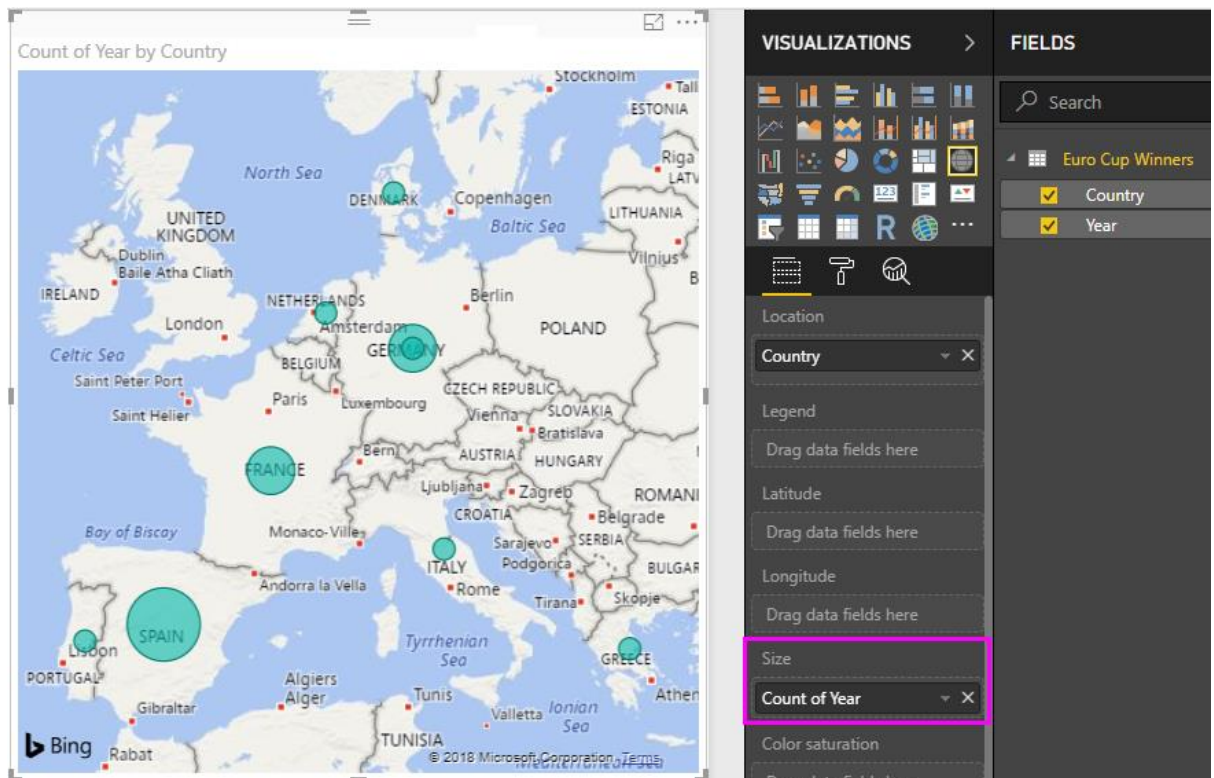 Count of Year by Country
Stockholm
Tall
ESTONIA
Riga
LATV
North Sea
DENMARK
Copenhagen
LITHUANIA
UNITED
KINGDOM
Baltic Sea
Vilnius
Dublin
Baile Atha Cliath
B
IRELAND
NETHERLANDS
Berlin
London
Amsterdam
POLAND
Celtic Sea
BELGIUM
GERMANY
Saint Peter Port
CZECH REPUBLIC
Paris
Luxembourg
Saint Helier
Vienna
SLOVAKIA
Bratislava
Bern
AUSTRIA
HUNGARY
FRANCE
Ljubljana
Zagreb
ROMANI
CROATIA
Belgrade
Bay of Biscay
Monaco-Ville
Sarajevo
SERBIA
ITALY
Podgorica
BULGAR
Andorra la Vella
Rome
Tirana
Skopje
SPAIN
Lisbon
Tyrrhenian
Sea
GREECE
PORTUGAL
Algiers
Alger
Tunis
Athen
Gibraltar
Valletta
Ionian
Sea
Bing
Rabat
TUNISIA
© 2018 Microsoft Corporation Terms
Mediterranean Sea
VISUALIZATIONS
123
R
Location
Country
Legend
Drag data fields here
Latitude
Drag data fields here
Longitude
Drag data fields here
Size
Count of Year
Color saturation
FIELDS
Search
Euro Cup Winners
Country
Year